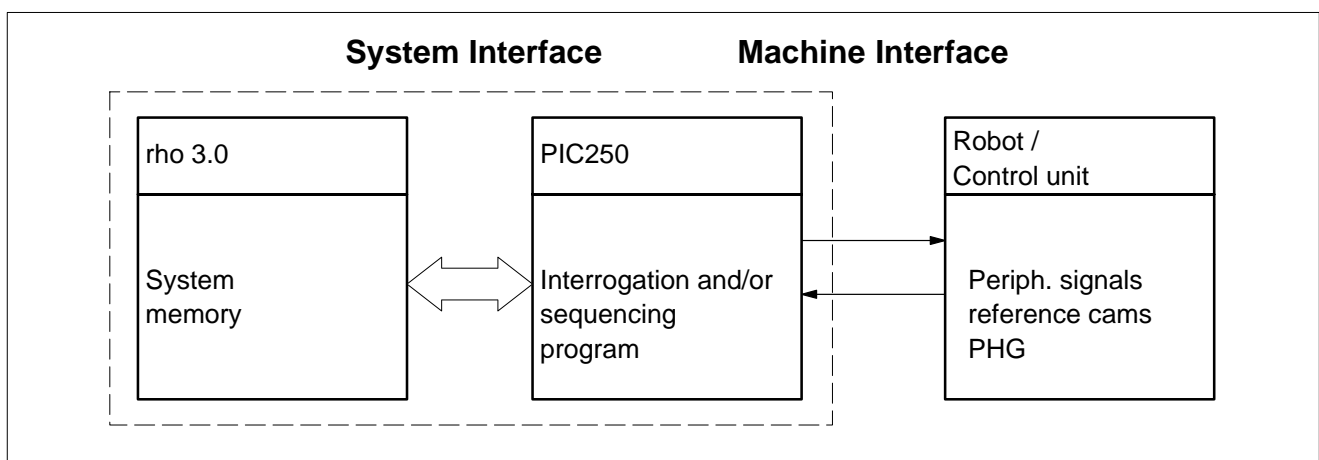 System Interface
Machine Interface
rho 3.0
System
memory
PIC250
Interrogation and/or
sequencing
program
Robot /
Control unit
Periph. signals
reference cams
PHG